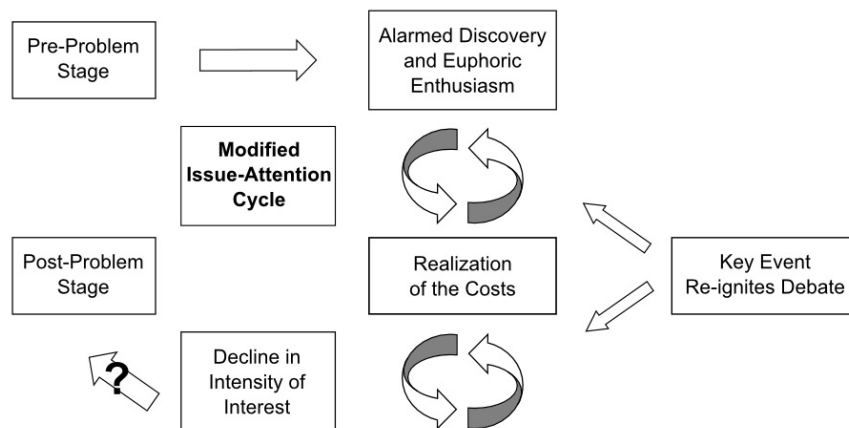 Pre-Problem
Stage
Alarmed Discovery
and Euphoric
Enthusiasm
Modified
Issue-Attention
Cycle
Post-Problem
Stage
Realization
of the Costs
Key Event
Re-ignites Debate
?
Decline in
Intensity of
Interest